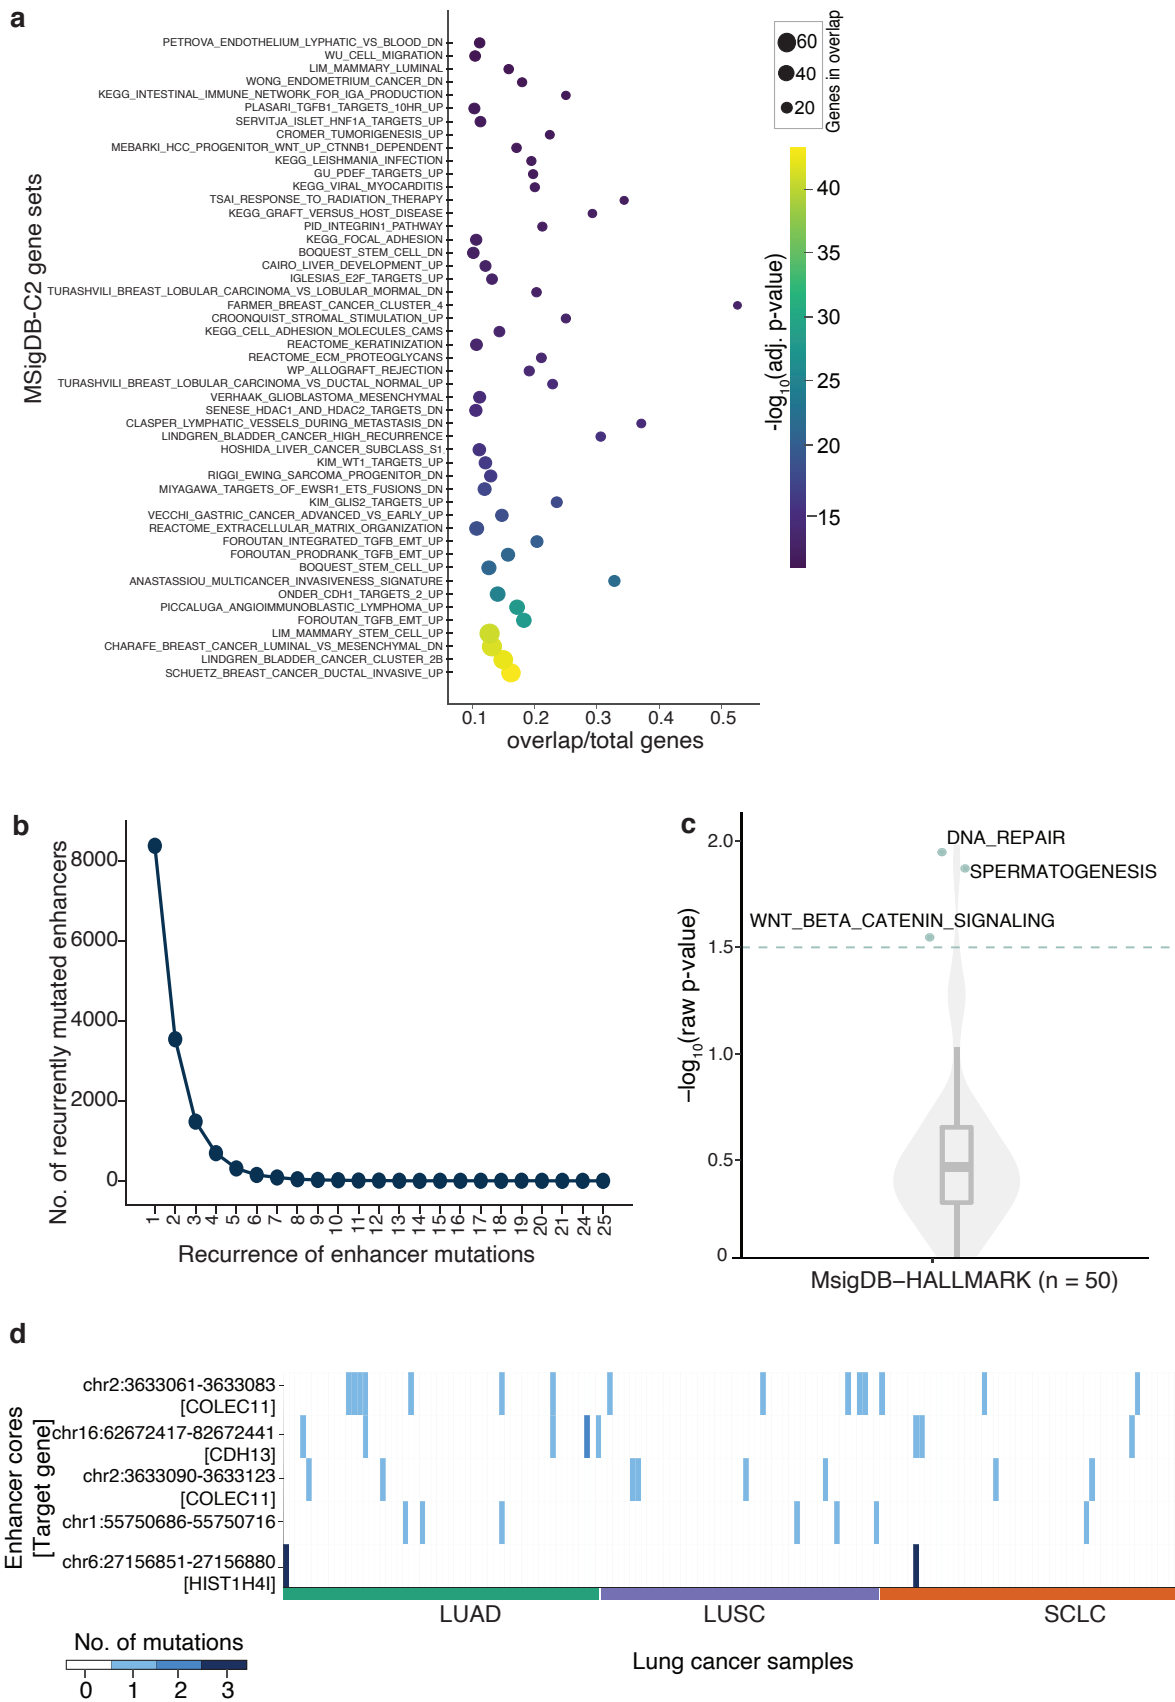 a
MSigDB-C2 gene sets
PETROVA_ENDOTHELIUM_LYPHATIC_VS_BLOOD_DN
WU_CELL_MIGRATION
LIM_MAMMARY_LUMINAL
WONG_ENDOMETRIUM_CANCER_DN
KEGG_INTESTINAL_IMMUNE_NETWORK_FOR_IGA_PRODUCTION
PLASARI_TGFB1_TARGETS_10HR_UP
SERVITJA_ISLET_HNF1A_TARGETS_UP
CROMER_TUMORIGENESIS_UP
MEBARKI_HCC_PROGENITOR_WNT_UP_CTNNB1_DEPENDENT
KEGG_LEISHMANIA_INFECTION
GU_PDEF_TARGETS_UP
KEGG_VIRAL_MYOCARDITIS
TSAI_RESPONSE_TO_RADIATION_THERAPY
KEGG_GRAFT_VERSUS_HOST_DISEASE
PID_INTEGRIN1_PATHWAY
KEGG_FOCAL_ADHESION
BOQUEST_STEM_CELL_DN
CAIRO_LIVER_DEVELOPMENT_UP
IGLESIAS_E2F_TARGETS_UP
TURASHVILI_BREAST_LOBULAR_CARCINOMA_VS_LOBULAR_MORMAL_DN
FARMER_BREAST_CANCER_CLUSTER_4
CROONQUIST_STROMAL_STIMULATION_UP
KEGG_CELL_ADHESION_MOLECULES_CAMS
REACTOME_KERATINIZATION
REACTOME_ECM_PROTEOGLYCANS
WP_ALLOGRAFT_REJECTION
TURASHVILI_BREAST_LOBULAR_CARCINOMA_VS_DUCTAL_NORMAL_UP
VERHAAK_GLIOBLASTOMA_MESENCHYMAL
SENESE_HDAC1_AND_HDAC2_TARGETS_DN
CLASPER_LYMPHATIC_VESSELS_DURING_METASTASIS_DN
LINDGREN_BLADDER_CANCER_HIGH_RECURRENCE
HOSHIDA_LIVER_CANCER_SUBCLASS_S1
KIM_WT1_TARGETS_UP
RIGGI_EWING_SARCOMA_PROGENITOR_DN
MIYAGAWA_TARGETS_OF_EWSR1_ETS_FUSIONS_DN
KIM_GLIS2_TARGETS_UP
VECCHI_GASTRIC_CANCER_ADVANCED_VS_EARLY_UP
REACTOME_EXTRACELLULAR_MATRIX_ORGANIZATION
FOROUTAN_INTEGRATED_TGFB_EMT_UP
FOROUTAN_PRODRANK_TGFB_EMT_UP
BOQUEST_STEM_CELL_UP
ANASTASSIOU_MULTICANCER_INVASIVENESS_SIGNATURE
ONDER_CDH1_TARGETS_2_UP
PICCALUGA_ANGIOIMMUNOBLASTIC_LYMPHOMA_UP
FOROUTAN_TGFB_EMT_UP
LIM_MAMMARY_STEM_CELL_UP
CHARAFE_BREAST_CANCER_LUMINAL_VS_MESENCHYMAL_DN
LINDGREN_BLADDER_CANCER_CLUSTER_2B
SCHUETZ_BREAST_CANCER_DUCTAL_INVASIVE_UP
0.1 0.2 0.3 0.4 0.5
overlap/total genes
60
40
20
Genes in overlap
40
35
30
25
20
15
-log10(adj. p-value)
b
No. of recurrently mutated enhancers
8000
6000
4000
2000
0
1 2 3 4 5 6 7 8 9 10 11 12 13 14 15 16 17 18 19 20 21 24 25
Recurrence of enhancer mutations
c
−log10(raw p-value)
2.0
1.5
1.0
0.5
0
DNA_REPAIR
SPERMATOGENESIS
WNT_BETA_CATENIN_SIGNALING
MsigDB−HALLMARK (n = 50)
d
Enhancer cores
[Target gene]
chr2:3633061-3633083
[COLEC11]
chr16:62672417-82672441
[CDH13]
chr2:3633090-3633123
[COLEC11]
chr1:55750686-55750716
chr6:27156851-27156880
[HIST1H4I]
LUAD LUSC SCLC
Lung cancer samples
No. of mutations
0 1 2 3